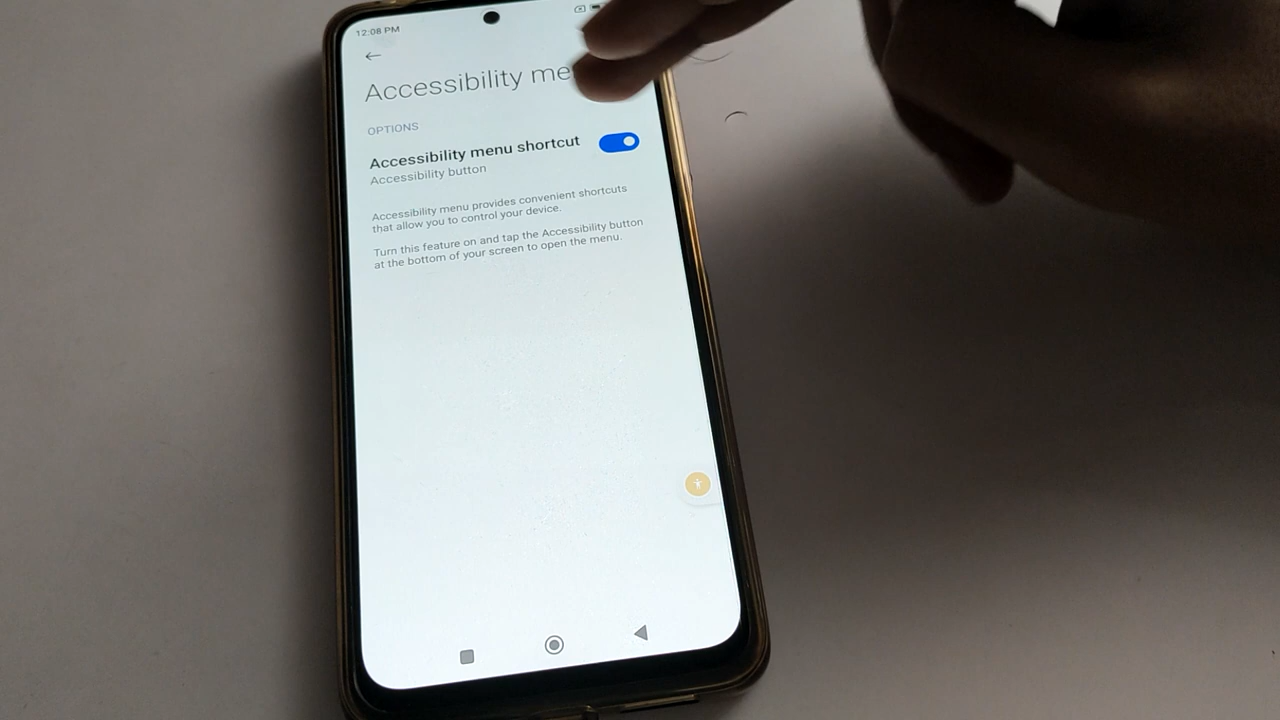 12:08 PM
Accessibility me
OPTIONS
Accessibility menu shortcut
Accessibility button
Accessibility menu provides convenient shortcuts
that allow you to control your device.
Turn this feature on and tap the Accessibility button
at the bottom of your screen to open the menu.